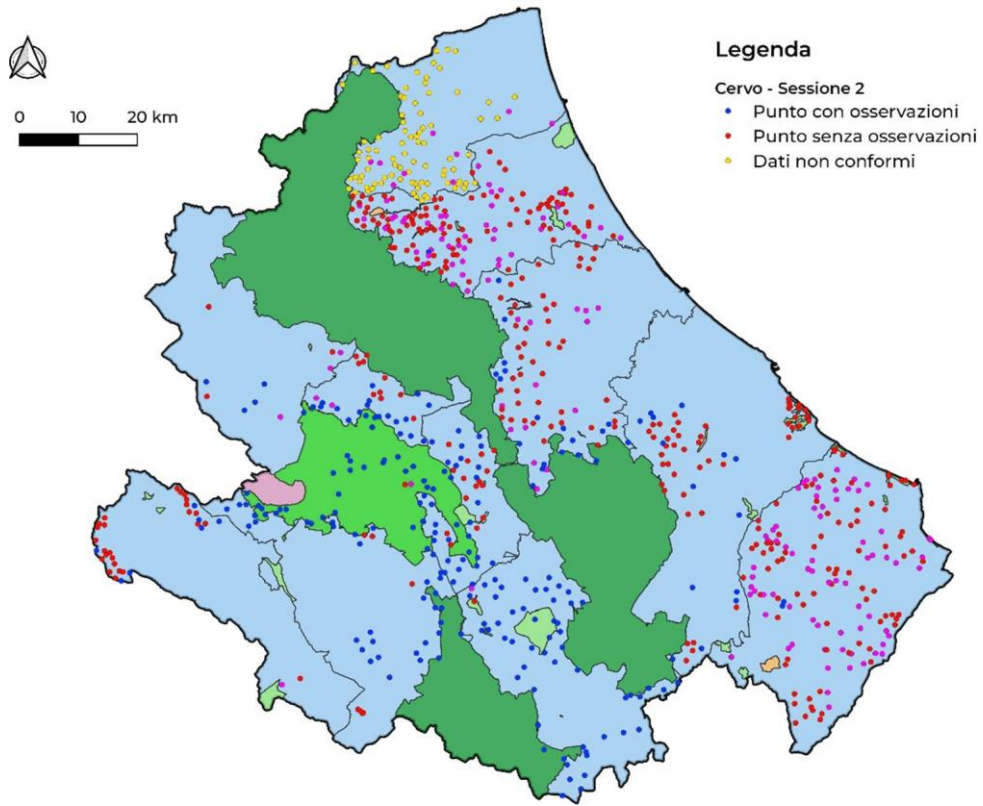 Legenda
0 10 20 km
Cervo - Sessione 2
Punto con osservazioni
Punto senza osservazioni
Dati non conformi